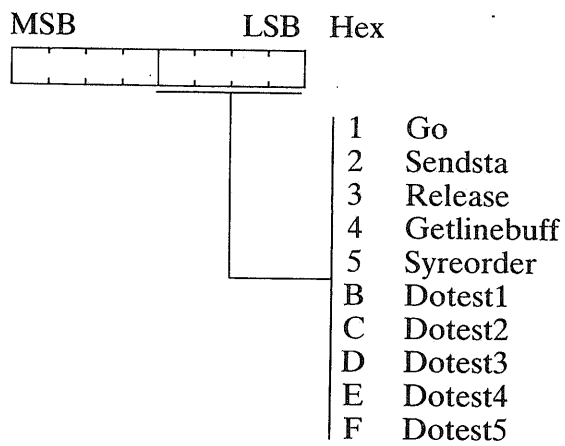 MSB LSB Hex
1 Go
2 Sendsta
3 Release
4 Getlinebuff
5 Syreorder
B Dotest1
C Dotest2
D Dotest3
E Dotest4
F Dotest5